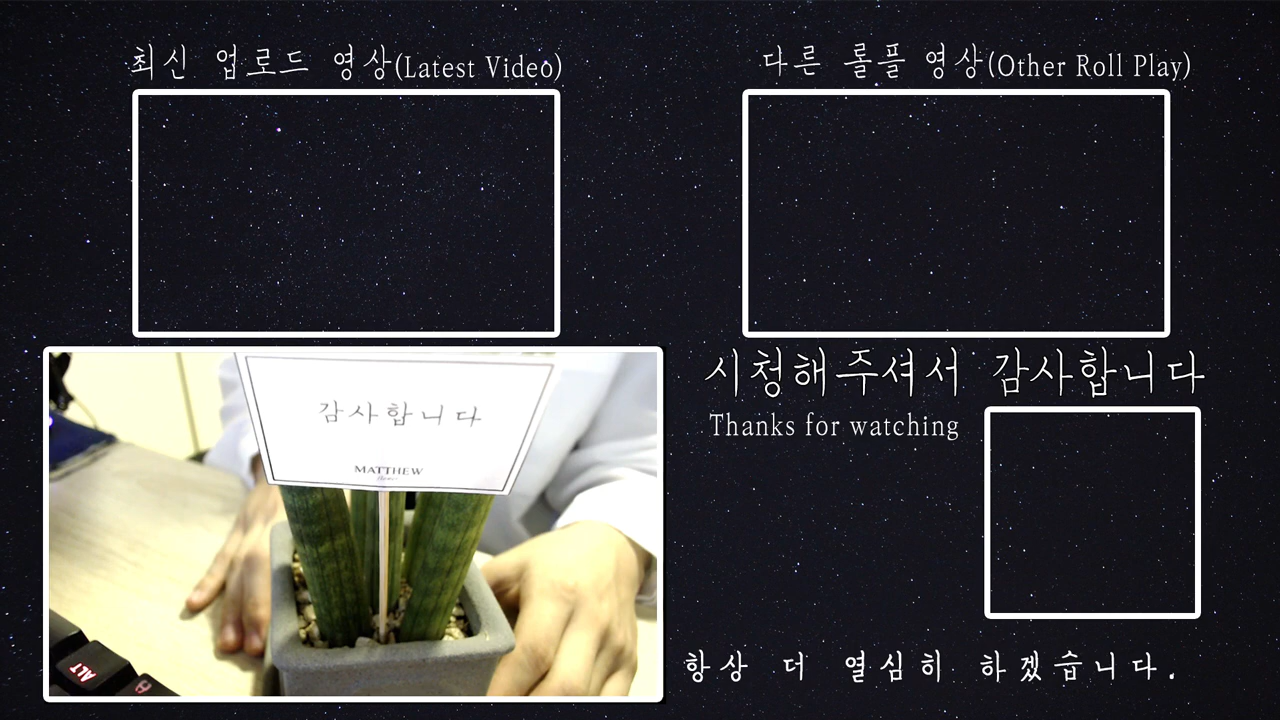 최신 업로드 영상(Latest Video)
다른 롤플 영상(Other Roll Play)
감사합니다
MATTHEW
flower
ALT
시청해주셔서 감사합니다
Thanks for watching
항상 더 열심히 하겠습니다.